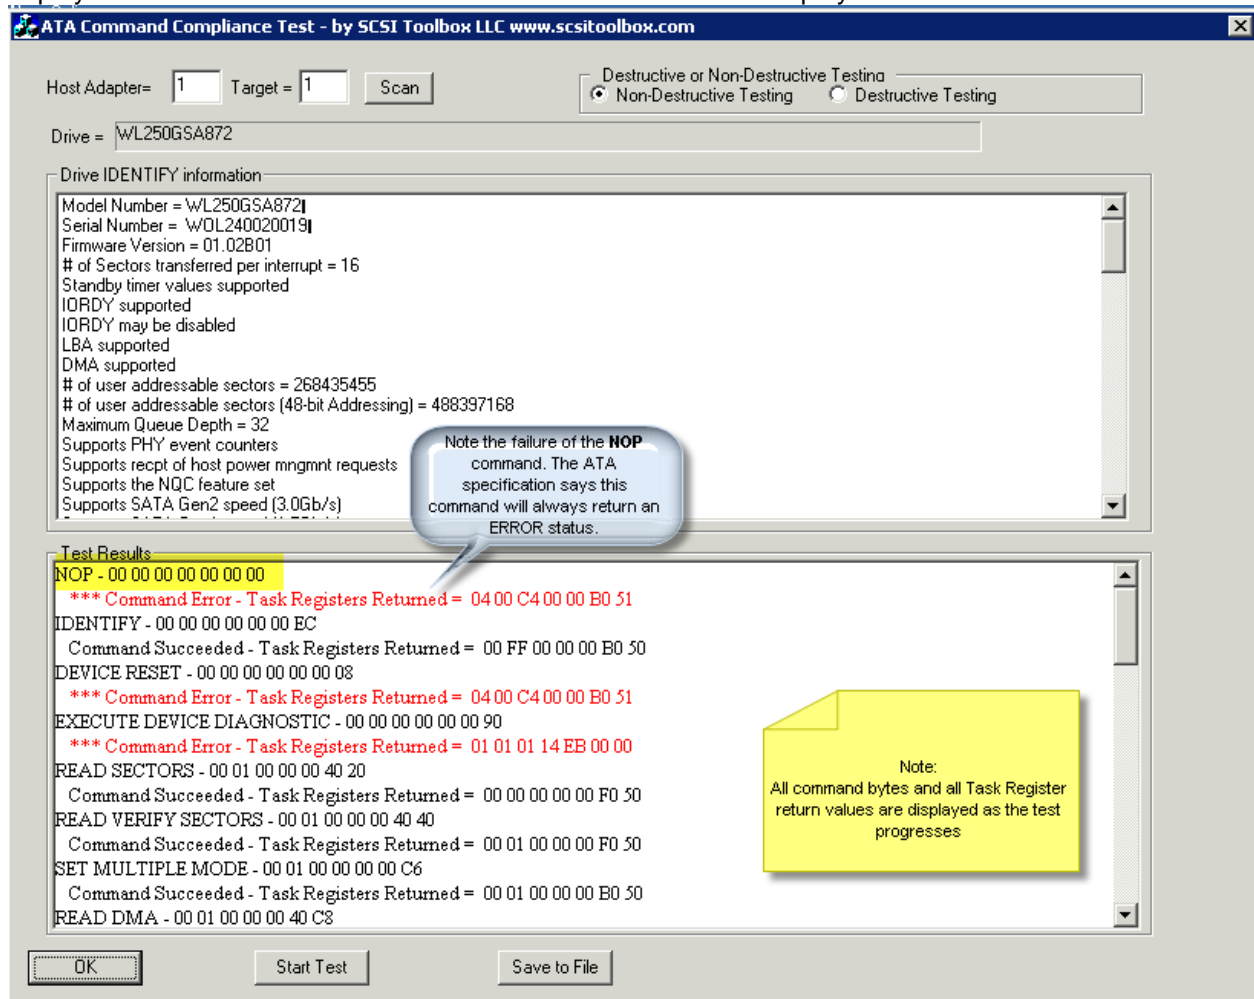 ATA Command Compliance Test - by SCSI Toolbox LLC www.scsitoolbox.com
Host Adapter= 1 Target = 1 Scan
Destructive or Non-Destructive Testing
Non-Destructive Testing Destructive Testing
Drive = WL250GSA872
Drive IDENTIFY information
Model Number = WL250GSA872
Serial Number = WOL240020019
Firmware Version = 01.02B01
# of Sectors transferred per interrupt = 16
Standby timer values supported
IORDY supported
IORDY may be disabled
LBA supported
DMA supported
# of user addressable sectors = 268435455
# of user addressable sectors (48-bit Addressing) = 488397168
Maximum Queue Depth = 32
Supports PHY event counters
Supports recpt of host power mngmnt requests
Supports the NQC feature set
Supports SATA Gen2 speed (3.0Gb/s)
Note the failure of the NOP
command. The ATA
specification says this
command will always return an
ERROR status.
Test Results
NOP - 00 00 00 00 00 00 00
*** Command Error - Task Registers Returned = 04 00 C4 00 00 B0 51
IDENTIFY - 00 00 00 00 00 00 EC
Command Succeeded - Task Registers Returned = 00 FF 00 00 00 B0 50
DEVICE RESET - 00 00 00 00 00 00 08
*** Command Error - Task Registers Returned = 04 00 C4 00 00 B0 51
EXECUTE DEVICE DIAGNOSTIC - 00 00 00 00 00 00 90
*** Command Error - Task Registers Returned = 01 01 01 14 EB 00 00
READ SECTORS - 00 01 00 00 00 40 20
Command Succeeded - Task Registers Returned = 00 00 00 00 00 F0 50
READ VERIFY SECTORS - 00 01 00 00 00 40 40
Command Succeeded - Task Registers Returned = 00 01 00 00 00 F0 50
SET MULTIPLE MODE - 00 01 00 00 00 00 C6
Command Succeeded - Task Registers Returned = 00 01 00 00 00 B0 50
READ DMA - 00 01 00 00 00 40 C8
Note:
All command bytes and all Task Register
return values are displayed as the test
progresses
OK Start Test Save to File